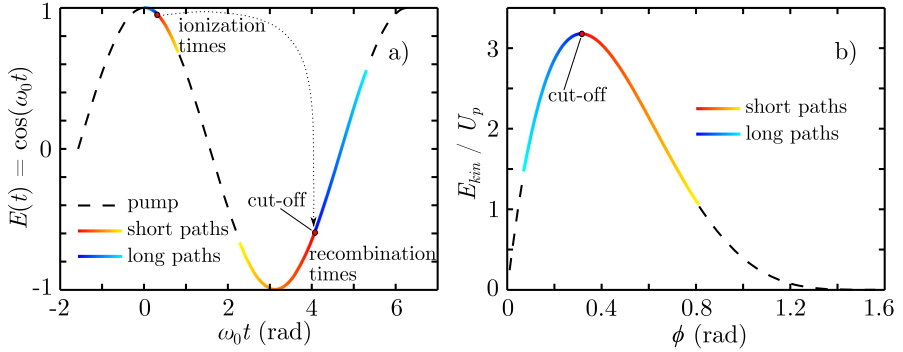 1
0
-1
E(t) = cos(ω₀t)
ionization
times
a)
cut-off
pump
short paths
long paths
recombination
times
-2 0 2 4 6
ω₀t (rad)
3
2
1
0
E_kin / U_p
b)
cut-off
short paths
long paths
0 0.4 0.8 1.2 1.6
ϕ (rad)